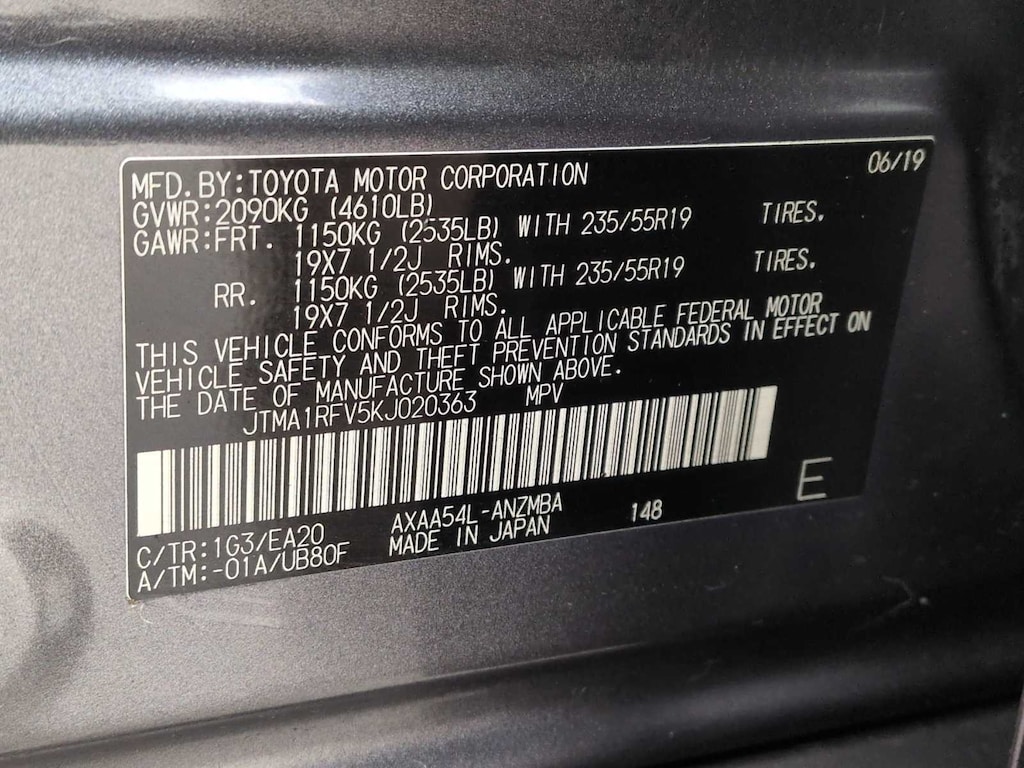 06/19
MFD. BY:TOYOTA MOTOR CORPORATION
GVWR:2090KG (4610LB)
GAWR:FRT. 1150KG (2535LB) WITH 235/55R19 TIRES.
19X7 1/2J RIMS.
RR. 1150KG (2535LB) WITH 235/55R19 TIRES.
19X7 1/2J RIMS.
THIS VEHICLE CONFORMS TO ALL APPLICABLE FEDERAL MOTOR
VEHICLE SAFETY AND THEFT PREVENTION STANDARDS IN EFFECT ON
THE DATE OF MANUFACTURE SHOWN ABOVE.
JTMA1RFV5KJ020363 MPV
E
C/TR:1G3/EA20 AXAA54L-ANZMBA 148
A/TM:-01A/UB80F MADE IN JAPAN